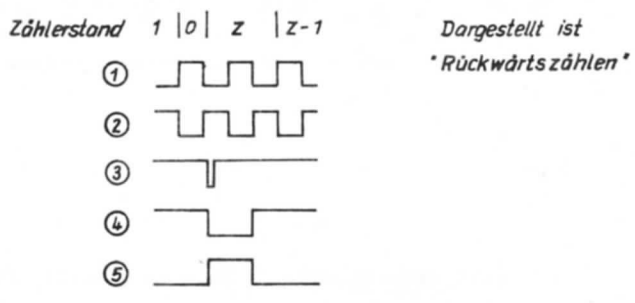 Zählerstand 1 |0| Z |Z-1
Dargestellt ist
"Rückwärtszählen"
①
②
③
④
⑤